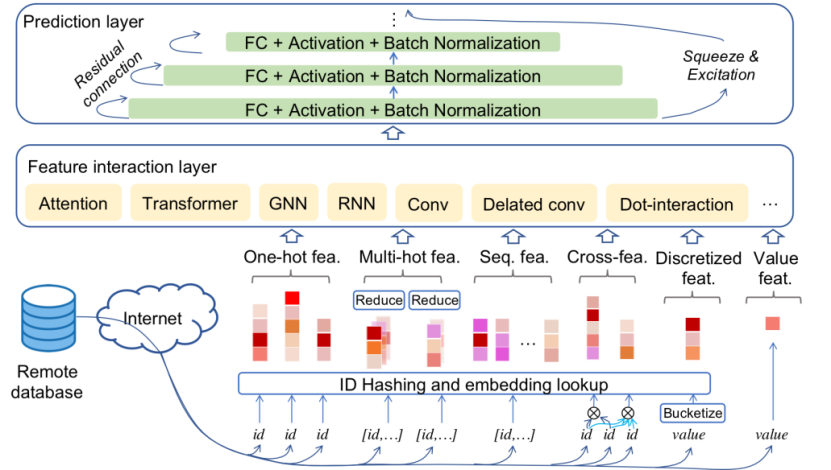 Prediction layer
⋮
FC + Activation + Batch Normalization
Residual connection
FC + Activation + Batch Normalization
Squeeze &
Excitation
FC + Activation + Batch Normalization
Feature interaction layer
Attention Transformer GNN RNN Conv Delated conv Dot-interaction ...
One-hot fea. Multi-hot fea. Seq. fea. Cross-fea. Discretized feat. Value feat.
Reduce Reduce
Internet
...
Remote
database
ID Hashing and embedding lookup
⊗ ⊗ Bucketize
id id id [id,...] [id,...] [id,...] id id id value value